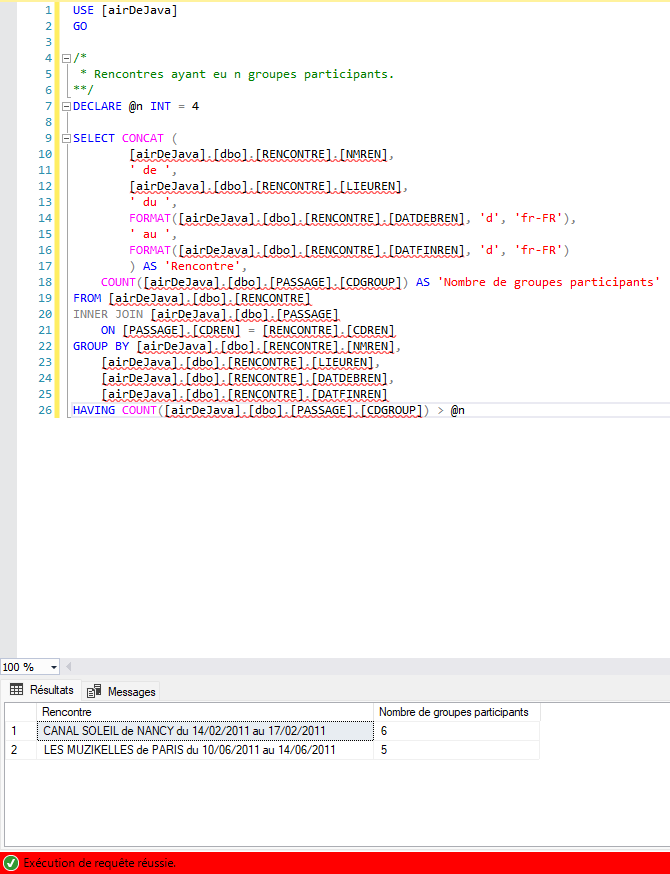 1 USE [airDeJava]
2 GO
3
4 /*
5 * Rencontres ayant eu n groupes participants.
6 **/
7 DECLARE @n INT = 4
8
9 SELECT CONCAT (
10 [airDeJava].[dbo].[RENCONTRE].[NMREN],
11 ' de ',
12 [airDeJava].[dbo].[RENCONTRE].[LIEUREN],
13 ' du ',
14 FORMAT([airDeJava].[dbo].[RENCONTRE].[DATDEBREN], 'd', 'fr-FR'),
15 ' au ',
16 FORMAT([airDeJava].[dbo].[RENCONTRE].[DATFINREN], 'd', 'fr-FR')
17 ) AS 'Rencontre',
18 COUNT([airDeJava].[dbo].[PASSAGE].[CDGROUP]) AS 'Nombre de groupes participants'
19 FROM [airDeJava].[dbo].[RENCONTRE]
20 INNER JOIN [airDeJava].[dbo].[PASSAGE]
21 ON [PASSAGE].[CDREN] = [RENCONTRE].[CDREN]
22 GROUP BY [airDeJava].[dbo].[RENCONTRE].[NMREN],
23 [airDeJava].[dbo].[RENCONTRE].[LIEUREN],
24 [airDeJava].[dbo].[RENCONTRE].[DATDEBREN],
25 [airDeJava].[dbo].[RENCONTRE].[DATFINREN]
26 HAVING COUNT([airDeJava].[dbo].[PASSAGE].[CDGROUP]) > @n
100 %
Résultats Messages
Rencontre Nombre de groupes participants
1 CANAL SOLEIL de NANCY du 14/02/2011 au 17/02/2011 6
2 LES MUZIKELLES de PARIS du 10/06/2011 au 14/06/2011 5
Exécution de requête réussie.